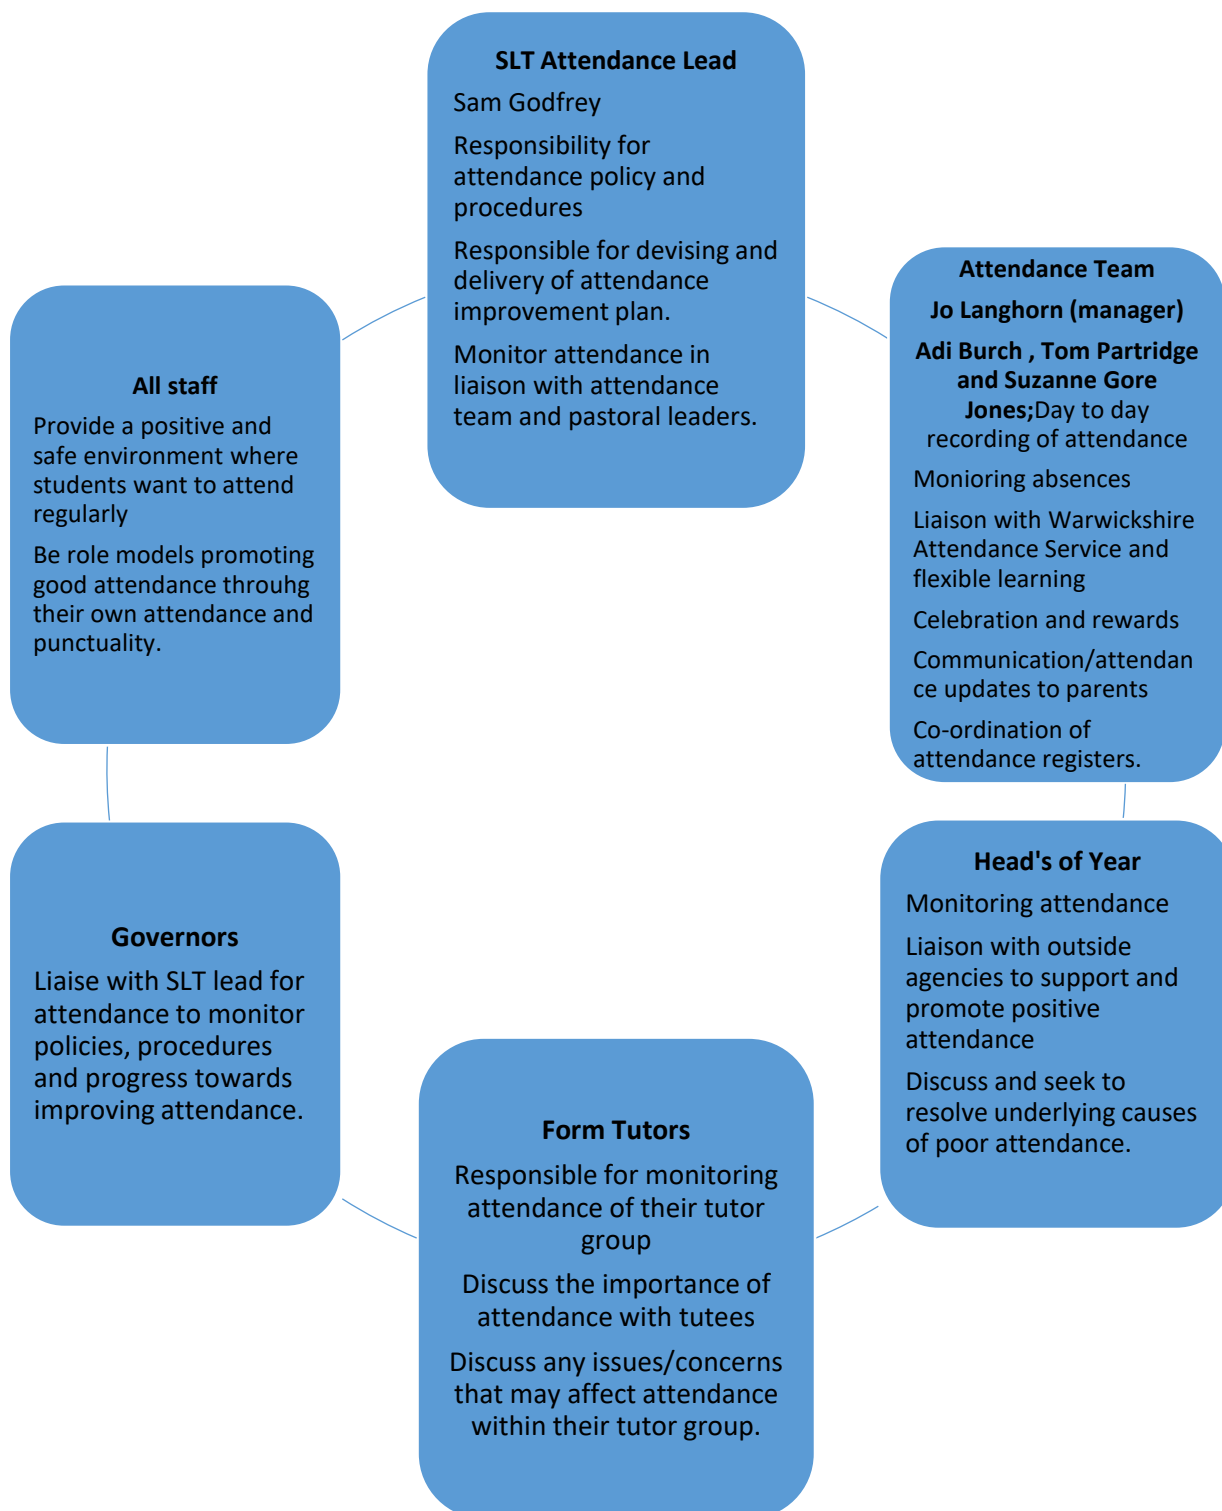 SLT Attendance Lead
Sam Godfrey
Responsibility for
attendance policy and
procedures
Responsible for devising and
delivery of attendance
improvement plan.
Monitor attendance in
liaison with attendance
team and pastoral leaders.
Attendance Team
Jo Langhorn (manager)
Adi Burch , Tom Partridge
and Suzanne Gore
Jones;Day to day
recording of attendance
Monioring absences
Liaison with Warwickshire
Attendance Service and
flexible learning
Celebration and rewards
Communication/attendan
ce updates to parents
Co-ordination of
attendance registers.
Head's of Year
Monitoring attendance
Liaison with outside
agencies to support and
promote positive
attendance
Discuss and seek to
resolve underlying causes
of poor attendance.
Form Tutors
Responsible for monitoring
attendance of their tutor
group
Discuss the importance of
attendance with tutees
Discuss any issues/concerns
that may affect attendance
within their tutor group.
Governors
Liaise with SLT lead for
attendance to monitor
policies, procedures
and progress towards
improving attendance.
All staff
Provide a positive and
safe environment where
students want to attend
regularly
Be role models promoting
good attendance throuhg
their own attendance and
punctuality.